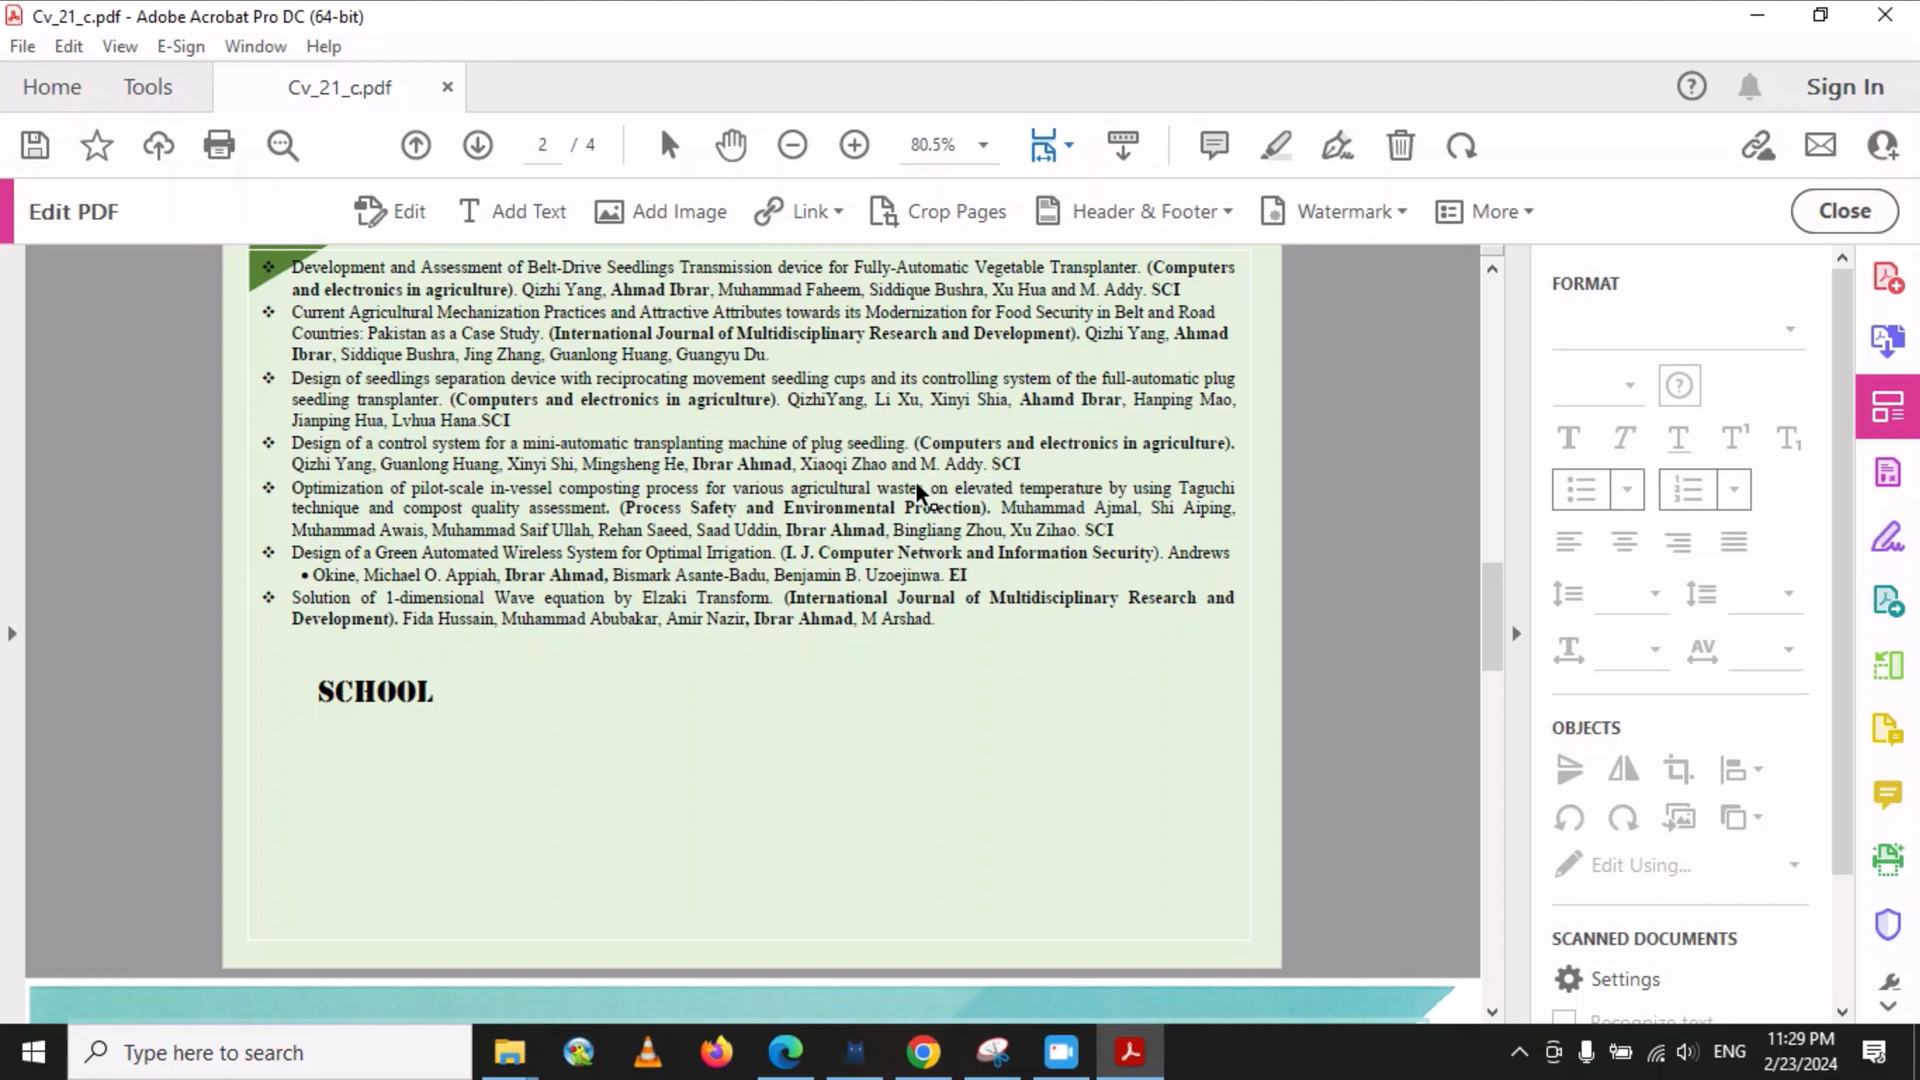 Cv_21_c.pdf - Adobe Acrobat Pro DC (64-bit)
File Edit View E-Sign Window Help
Home Tools Cv_21_c.pdf × Sign In
2 / 4 80.5%
Edit PDF Edit Add Text Add Image Link Crop Pages Header & Footer Watermark More Close
❖ Development and Assessment of Belt-Drive Seedlings Transmission device for Fully-Automatic Vegetable Transplanter. (Computers
and electronics in agriculture). Qizhi Yang, Ahmad Ibrar, Muhammad Faheem, Siddique Bushra, Xu Hua and M. Addy. SCI
❖ Current Agricultural Mechanization Practices and Attractive Attributes towards its Modernization for Food Security in Belt and Road
Countries: Pakistan as a Case Study. (International Journal of Multidisciplinary Research and Development). Qizhi Yang, Ahmad
Ibrar, Siddique Bushra, Jing Zhang, Guanlong Huang, Guangyu Du.
❖ Design of seedlings separation device with reciprocating movement seedling cups and its controlling system of the full-automatic plug
seedling transplanter. (Computers and electronics in agriculture). QizhiYang, Li Xu, Xinyi Shia, Ahamd Ibrar, Hanping Mao,
Jianping Hua, Lvhua Hana.SCI
❖ Design of a control system for a mini-automatic transplanting machine of plug seedling. (Computers and electronics in agriculture).
Qizhi Yang, Guanlong Huang, Xinyi Shi, Mingsheng He, Ibrar Ahmad, Xiaoqi Zhao and M. Addy. SCI
❖ Optimization of pilot-scale in-vessel composting process for various agricultural wastes on elevated temperature by using Taguchi
technique and compost quality assessment. (Process Safety and Environmental Protection). Muhammad Ajmal, Shi Aiping,
Muhammad Awais, Muhammad Saif Ullah, Rehan Saeed, Saad Uddin, Ibrar Ahmad, Bingliang Zhou, Xu Zihao. SCI
❖ Design of a Green Automated Wireless System for Optimal Irrigation. (I. J. Computer Network and Information Security). Andrews
• Okine, Michael O. Appiah, Ibrar Ahmad, Bismark Asante-Badu, Benjamin B. Uzoejinwa. EI
❖ Solution of 1-dimensional Wave equation by Elzaki Transform. (International Journal of Multidisciplinary Research and
Development). Fida Hussain, Muhammad Abubakar, Amir Nazir, Ibrar Ahmad, M Arshad.
SCHOOL
FORMAT
OBJECTS
Edit Using...
SCANNED DOCUMENTS
Settings
Recognize text
Type here to search
ENG
11:29 PM
2/23/2024